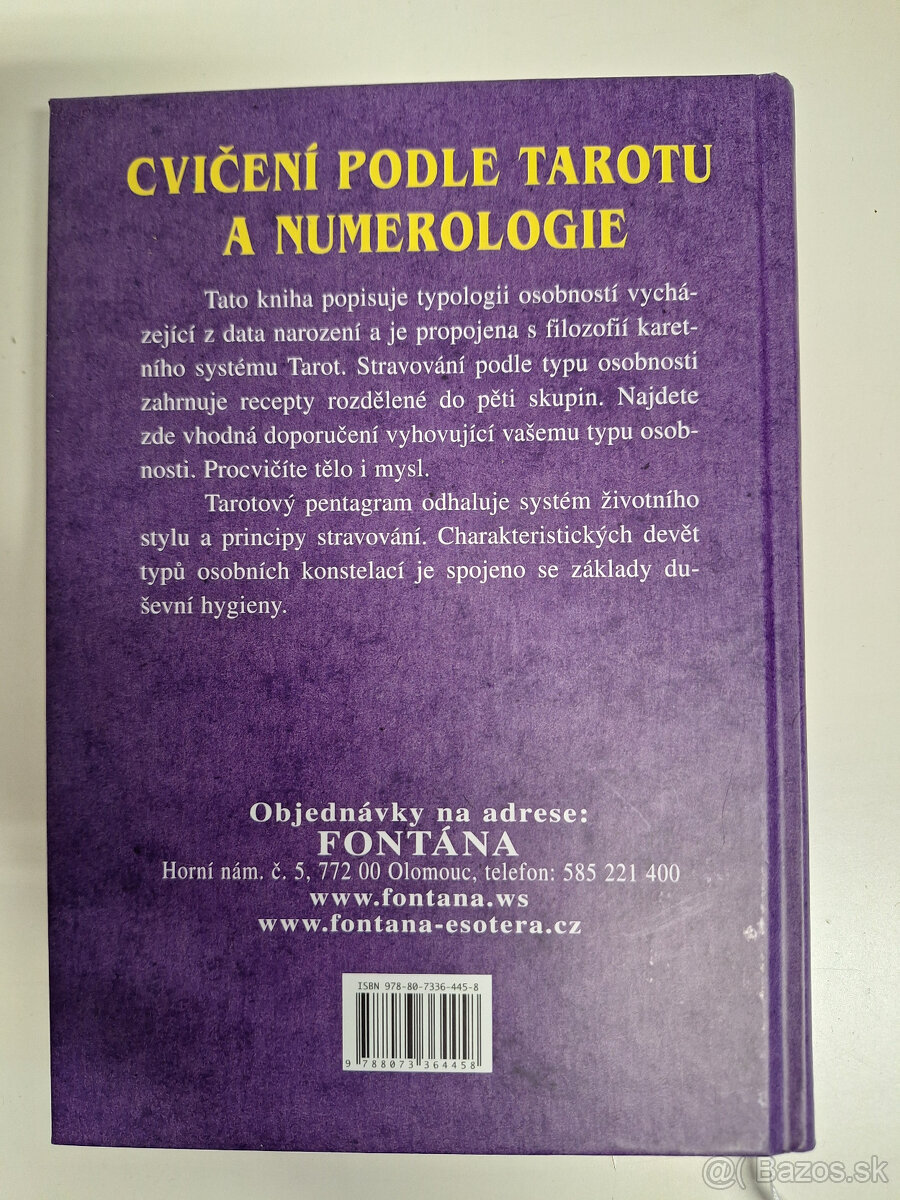 CVIČENÍ PODLE TAROTU
A NUMEROLOGIE
Tato kniha popisuje typologii osobností vychá-
zející z data narození a je propojena s filozofií karet-
ního systému Tarot. Stravování podle typu osobnosti
zahrnuje recepty rozdělené do pěti skupin. Najdete
zde vhodná doporučení vyhovující vašemu typu osob-
nosti. Procvičíte tělo i mysl.
Tarotový pentagram odhaluje systém životního
stylu a principy stravování. Charakteristických devět
typů osobních konstelací je spojeno se základy du-
ševní hygieny.
Objednávky na adrese:
FONTÁNA
Horní nám. č. 5, 772 00 Olomouc, telefon: 585 221 400
www.fontana.ws
www.fontana-esotera.cz
ISBN 978-80-7336-445-8
9 788073 364458
@ Bazos.sk